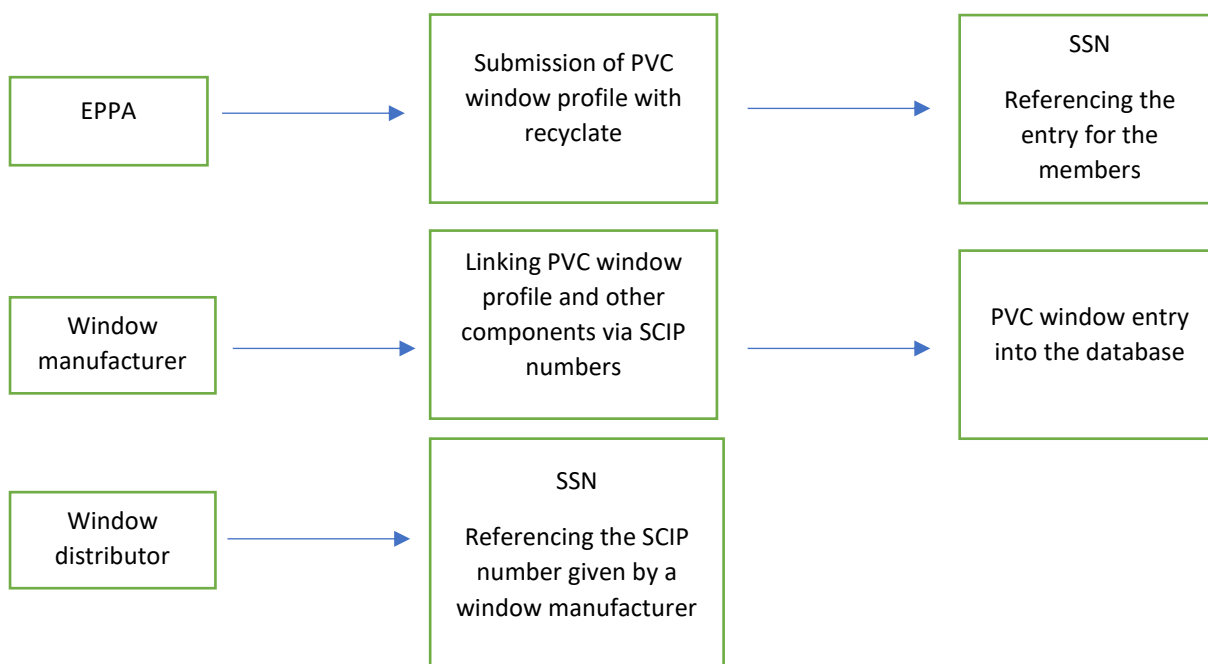 EPPA
Submission of PVC
window profile with
recyclate
SSN
Referencing the
entry for the
members
Window
manufacturer
Linking PVC window
profile and other
components via SCIP
numbers
PVC window entry
into the database
Window
distributor
SSN
Referencing the SCIP
number given by a
window manufacturer